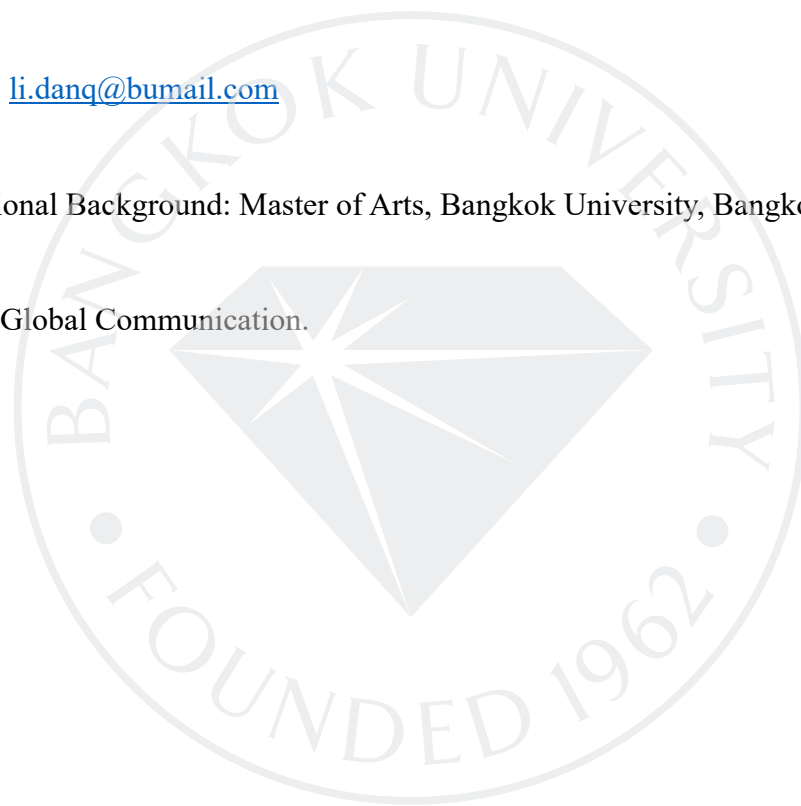 li.danq@bumail.com
ional Background: Master of Arts, Bangkok University, Bangko
Global Communication.
BANGKOK UNIVERSITY
FOUNDED 1962